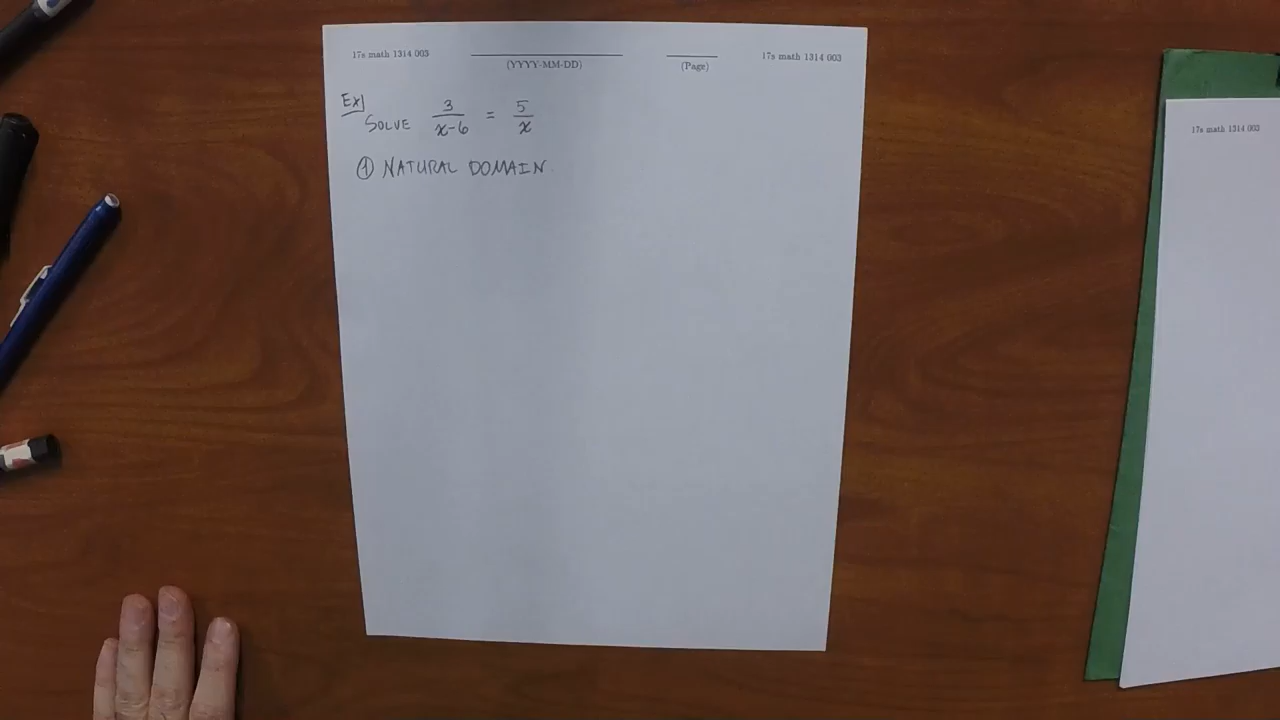 17s math 1314 003 (YYYY-MM-DD) (Page) 17s math 1314 003
Ex)
SOLVE 3/(x-6) = 5/x
① NATURAL DOMAIN
17s math 1314 003